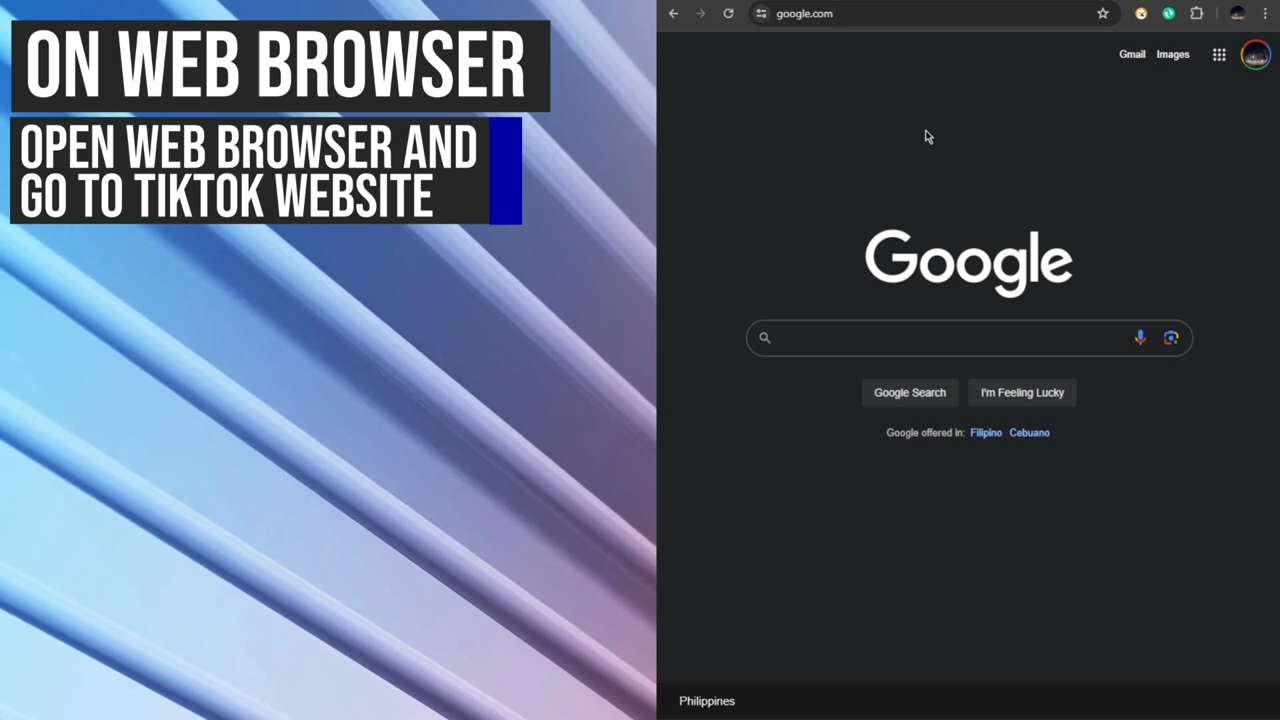 ON WEB BROWSER
OPEN WEB BROWSER AND
GO TO TIKTOK WEBSITE
google.com
Gmail Images
Google
Google Search I'm Feeling Lucky
Google offered in: Filipino Cebuano
Philippines